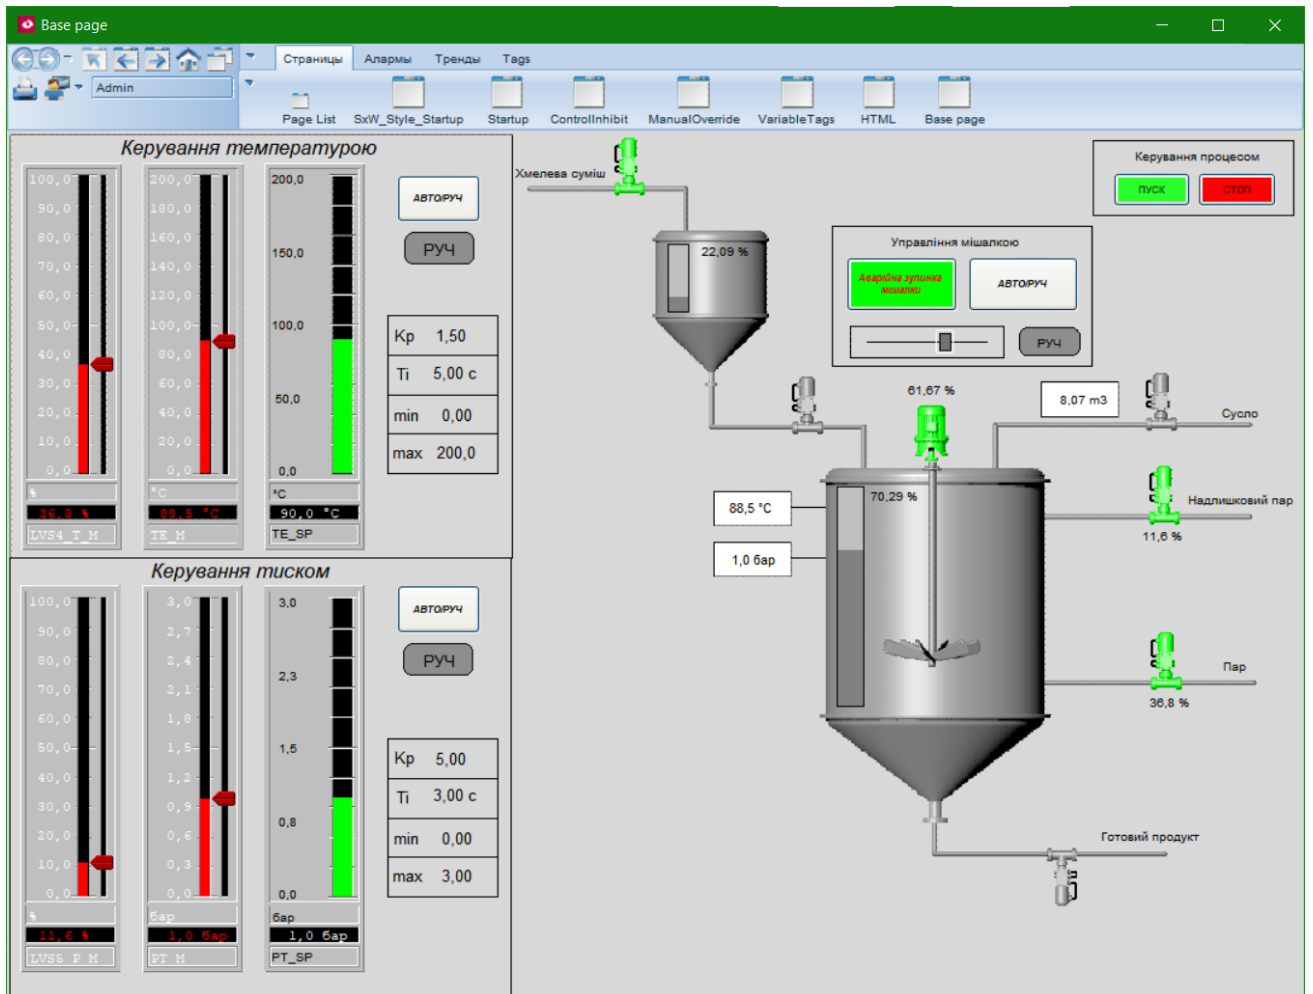 Base page
Страницы Алармы Тренды Tags
Admin
Page List SxW_Style_Startup Startup ControlInhibit ManualOverride VariableTags HTML Base page
Керування температурою
100,0
90,0
80,0
70,0
60,0
50,0
40,0
30,0
20,0
10,0
0,0
%
36,8 %
LVS4_T_M
200,0
180,0
160,0
140,0
120,0
100,0
80,0
60,0
40,0
20,0
0,0
°C
88,5 °C
TE_M
200,0
150,0
100,0
50,0
0,0
°C
90,0 °C
TE_SP
АВТО/РУЧ
РУЧ
Kp 1,50
Ti 5,00 c
min 0,00
max 200,0
Керування тиском
100,0
90,0
80,0
70,0
60,0
50,0
40,0
30,0
20,0
10,0
0,0
%
11,6 %
LVS5_P_M
3,0
2,7
2,4
2,1
1,8
1,5
1,2
0,9
0,6
0,3
0,0
бар
1,0 бар
PT_M
3,0
2,3
1,5
0,8
0,0
бар
1,0 бар
PT_SP
АВТО/РУЧ
РУЧ
Kp 5,00
Ti 3,00 c
min 0,00
max 3,00
Хмелева суміш
22,09 %
Керування процесом
ПУСК СТОП
Управління мішалкою
Аварійна зупинка
мішалки
АВТО/РУЧ
РУЧ
61,67 %
8,07 m3
Сусло
70,29 %
88,5 °C
1,0 бар
Надлишковий пар
11,6 %
Пар
36,8 %
Готовий продукт